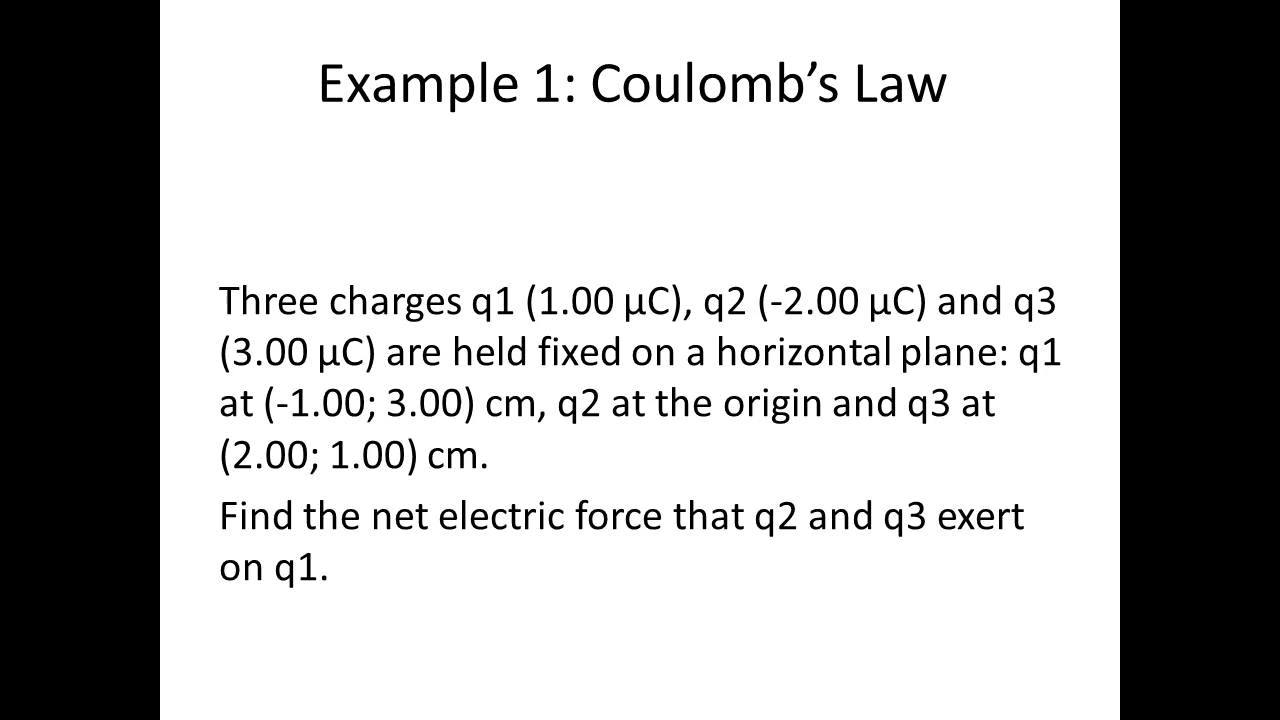 Example 1: Coulomb’s Law
Three charges q1 (1.00 μC), q2 (-2.00 μC) and q3
(3.00 μC) are held fixed on a horizontal plane: q1
at (-1.00; 3.00) cm, q2 at the origin and q3 at
(2.00; 1.00) cm.
Find the net electric force that q2 and q3 exert
on q1.